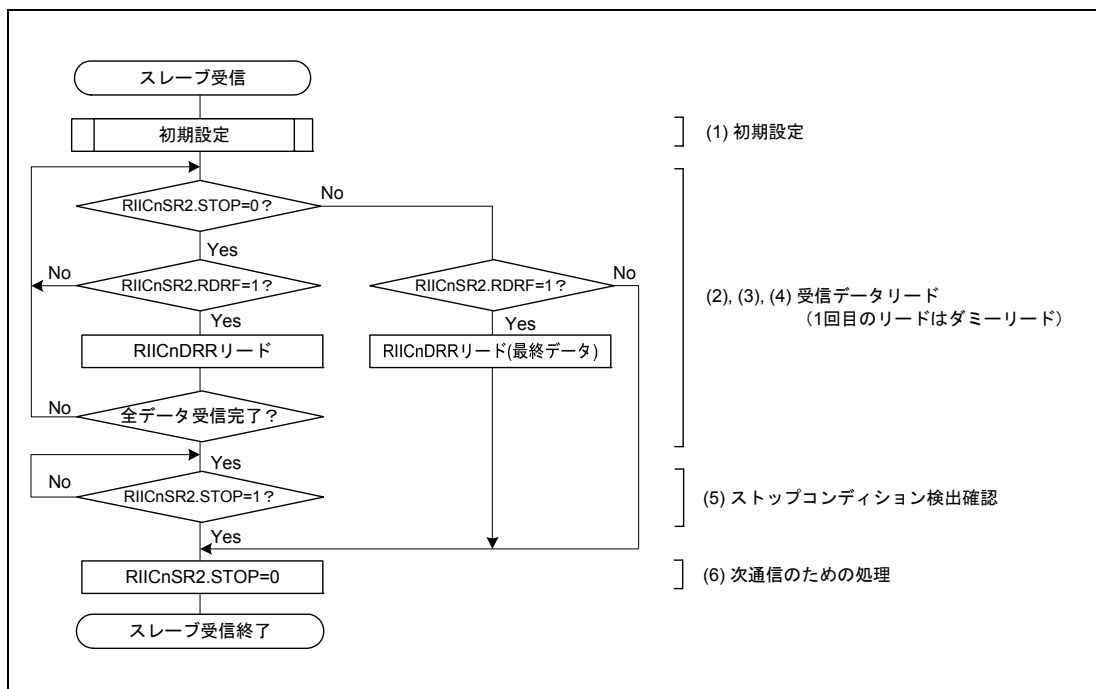 スレーブ受信
初期設定
(1) 初期設定
RIICnSR2.STOP=0？
No
Yes
No
RIICnSR2.RDRF=1？
RIICnSR2.RDRF=1？
No
Yes
Yes
(2), (3), (4) 受信データリード
（1回目のリードはダミーリード）
RIICnDRRリード
RIICnDRRリード(最終データ)
No
全データ受信完了？
Yes
No
RIICnSR2.STOP=1？
(5) ストップコンディション検出確認
Yes
RIICnSR2.STOP=0
(6) 次通信のための処理
スレーブ受信終了